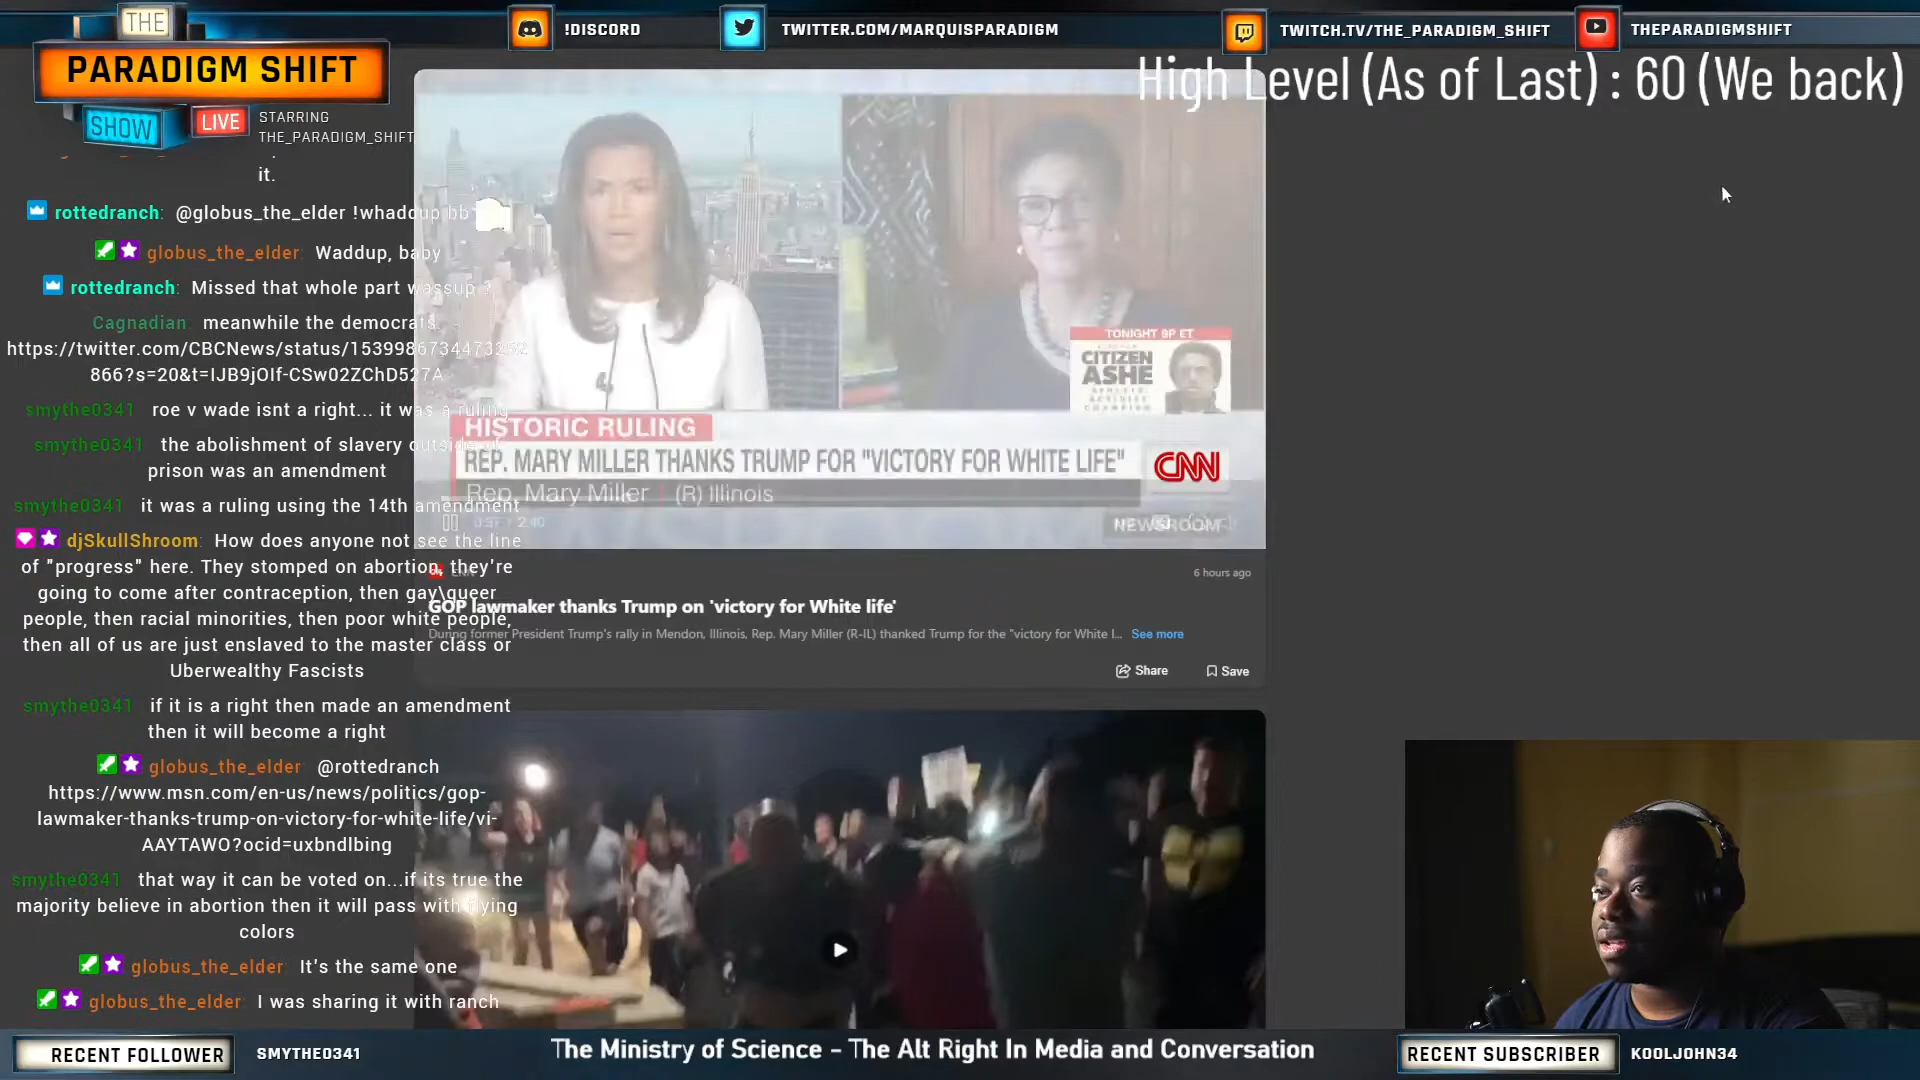 THE
PARADIGM SHIFT
SHOW
LIVE
STARRING
THE_PARADIGM_SHIFT
!DISCORD
TWITTER.COM/MARQUISPARADIGM
TWITCH.TV/THE_PARADIGM_SHIFT
THEPARADIGMSHIFT
High Level (As of Last) : 60 (We back)
it.
rottedranch: @globus_the_elder !whaddup bb
globus_the_elder: Waddup, baby
rottedranch: Missed that whole part wassup ?
Cagnadian: meanwhile the democrats.
866?s=20&t=IJB9jOIf-CSw02ZChD527A
smythe0341 roe v wade isnt a right... it was a ruling
smythe0341 the abolishment of slavery outside of
prison was an amendment
smythe0341 it was a ruling using the 14th amendment
djSkullShroom: How does anyone not see the line
of "progress" here. They stomped on abortion, they're
going to come after contraception, then gay\queer
people, then racial minorities, then poor white people,
then all of us are just enslaved to the master class or
Uberwealthy Fascists
smythe0341 if it is a right then made an amendment
then it will become a right
globus_the_elder @rottedranch
https://www.msn.com/en-us/news/politics/gop-
lawmaker-thanks-trump-on-victory-for-white-life/vi-
AAYTAWO?ocid=uxbndlbing
smythe0341 that way it can be voted on...if its true the
majority believe in abortion then it will pass with flying
colors
globus_the_elder: It's the same one
globus_the_elder: I was sharing it with ranch
TONIGHT 9P ET
CITIZEN
ASHE
HISTORIC RULING
REP. MARY MILLER THANKS TRUMP FOR "VICTORY FOR WHITE LIFE"
CNN
Rep. Mary Miller | (R) Illinois
NEWSROOM
CNN
6 hours ago
GOP lawmaker thanks Trump on 'victory for White life'
During former President Trump's rally in Mendon, Illinois, Rep. Mary Miller (R-IL) thanked Trump for the "victory for White l... See more
Share
Save
RECENT FOLLOWER
SMYTHE0341
The Ministry of Science - The Alt Right In Media and Conversation
RECENT SUBSCRIBER
KOOLJOHN34